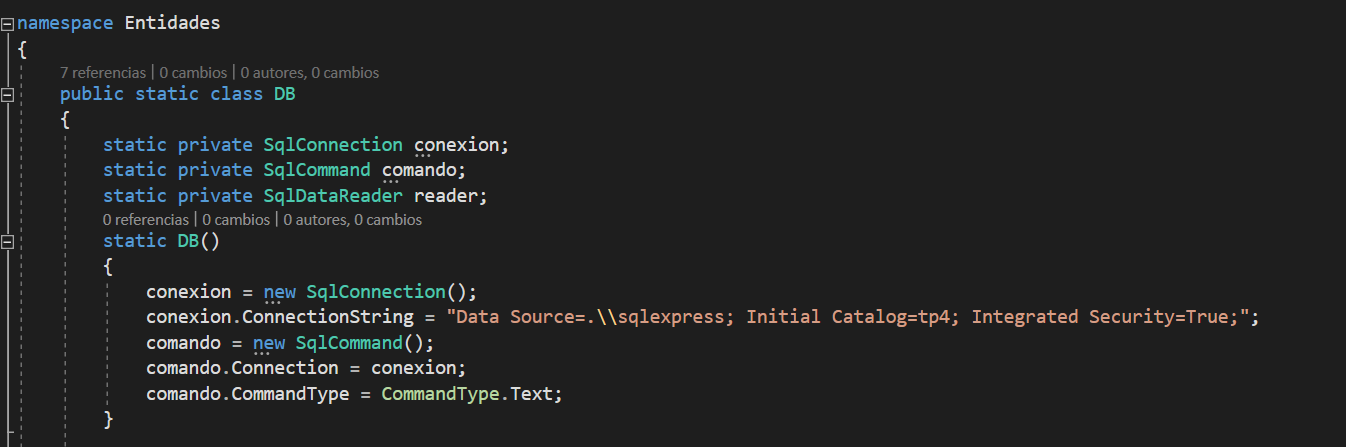 namespace Entidades
{
7 referencias | 0 cambios | 0 autores, 0 cambios
public static class DB
{
static private SqlConnection conexion;
static private SqlCommand comando;
static private SqlDataReader reader;
0 referencias | 0 cambios | 0 autores, 0 cambios
static DB()
{
conexion = new SqlConnection();
conexion.ConnectionString = "Data Source=.\\sqlexpress; Initial Catalog=tp4; Integrated Security=True;";
comando = new SqlCommand();
comando.Connection = conexion;
comando.CommandType = CommandType.Text;
}